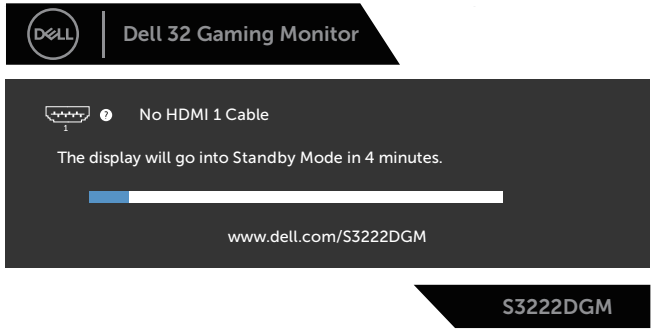 DELL
Dell 32 Gaming Monitor
? No HDMI 1 Cable
1
The display will go into Standby Mode in 4 minutes.
www.dell.com/S3222DGM
S3222DGM